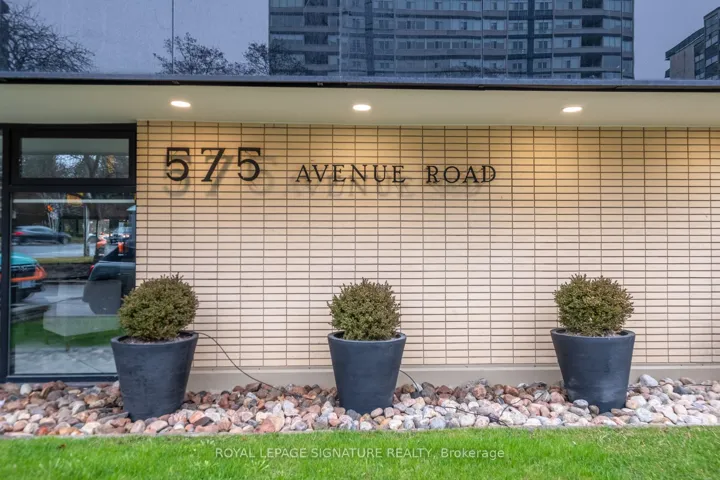 575 AVENUE ROAD
ROYAL LEPAGE SIGNATURE REALTY, Brokerage